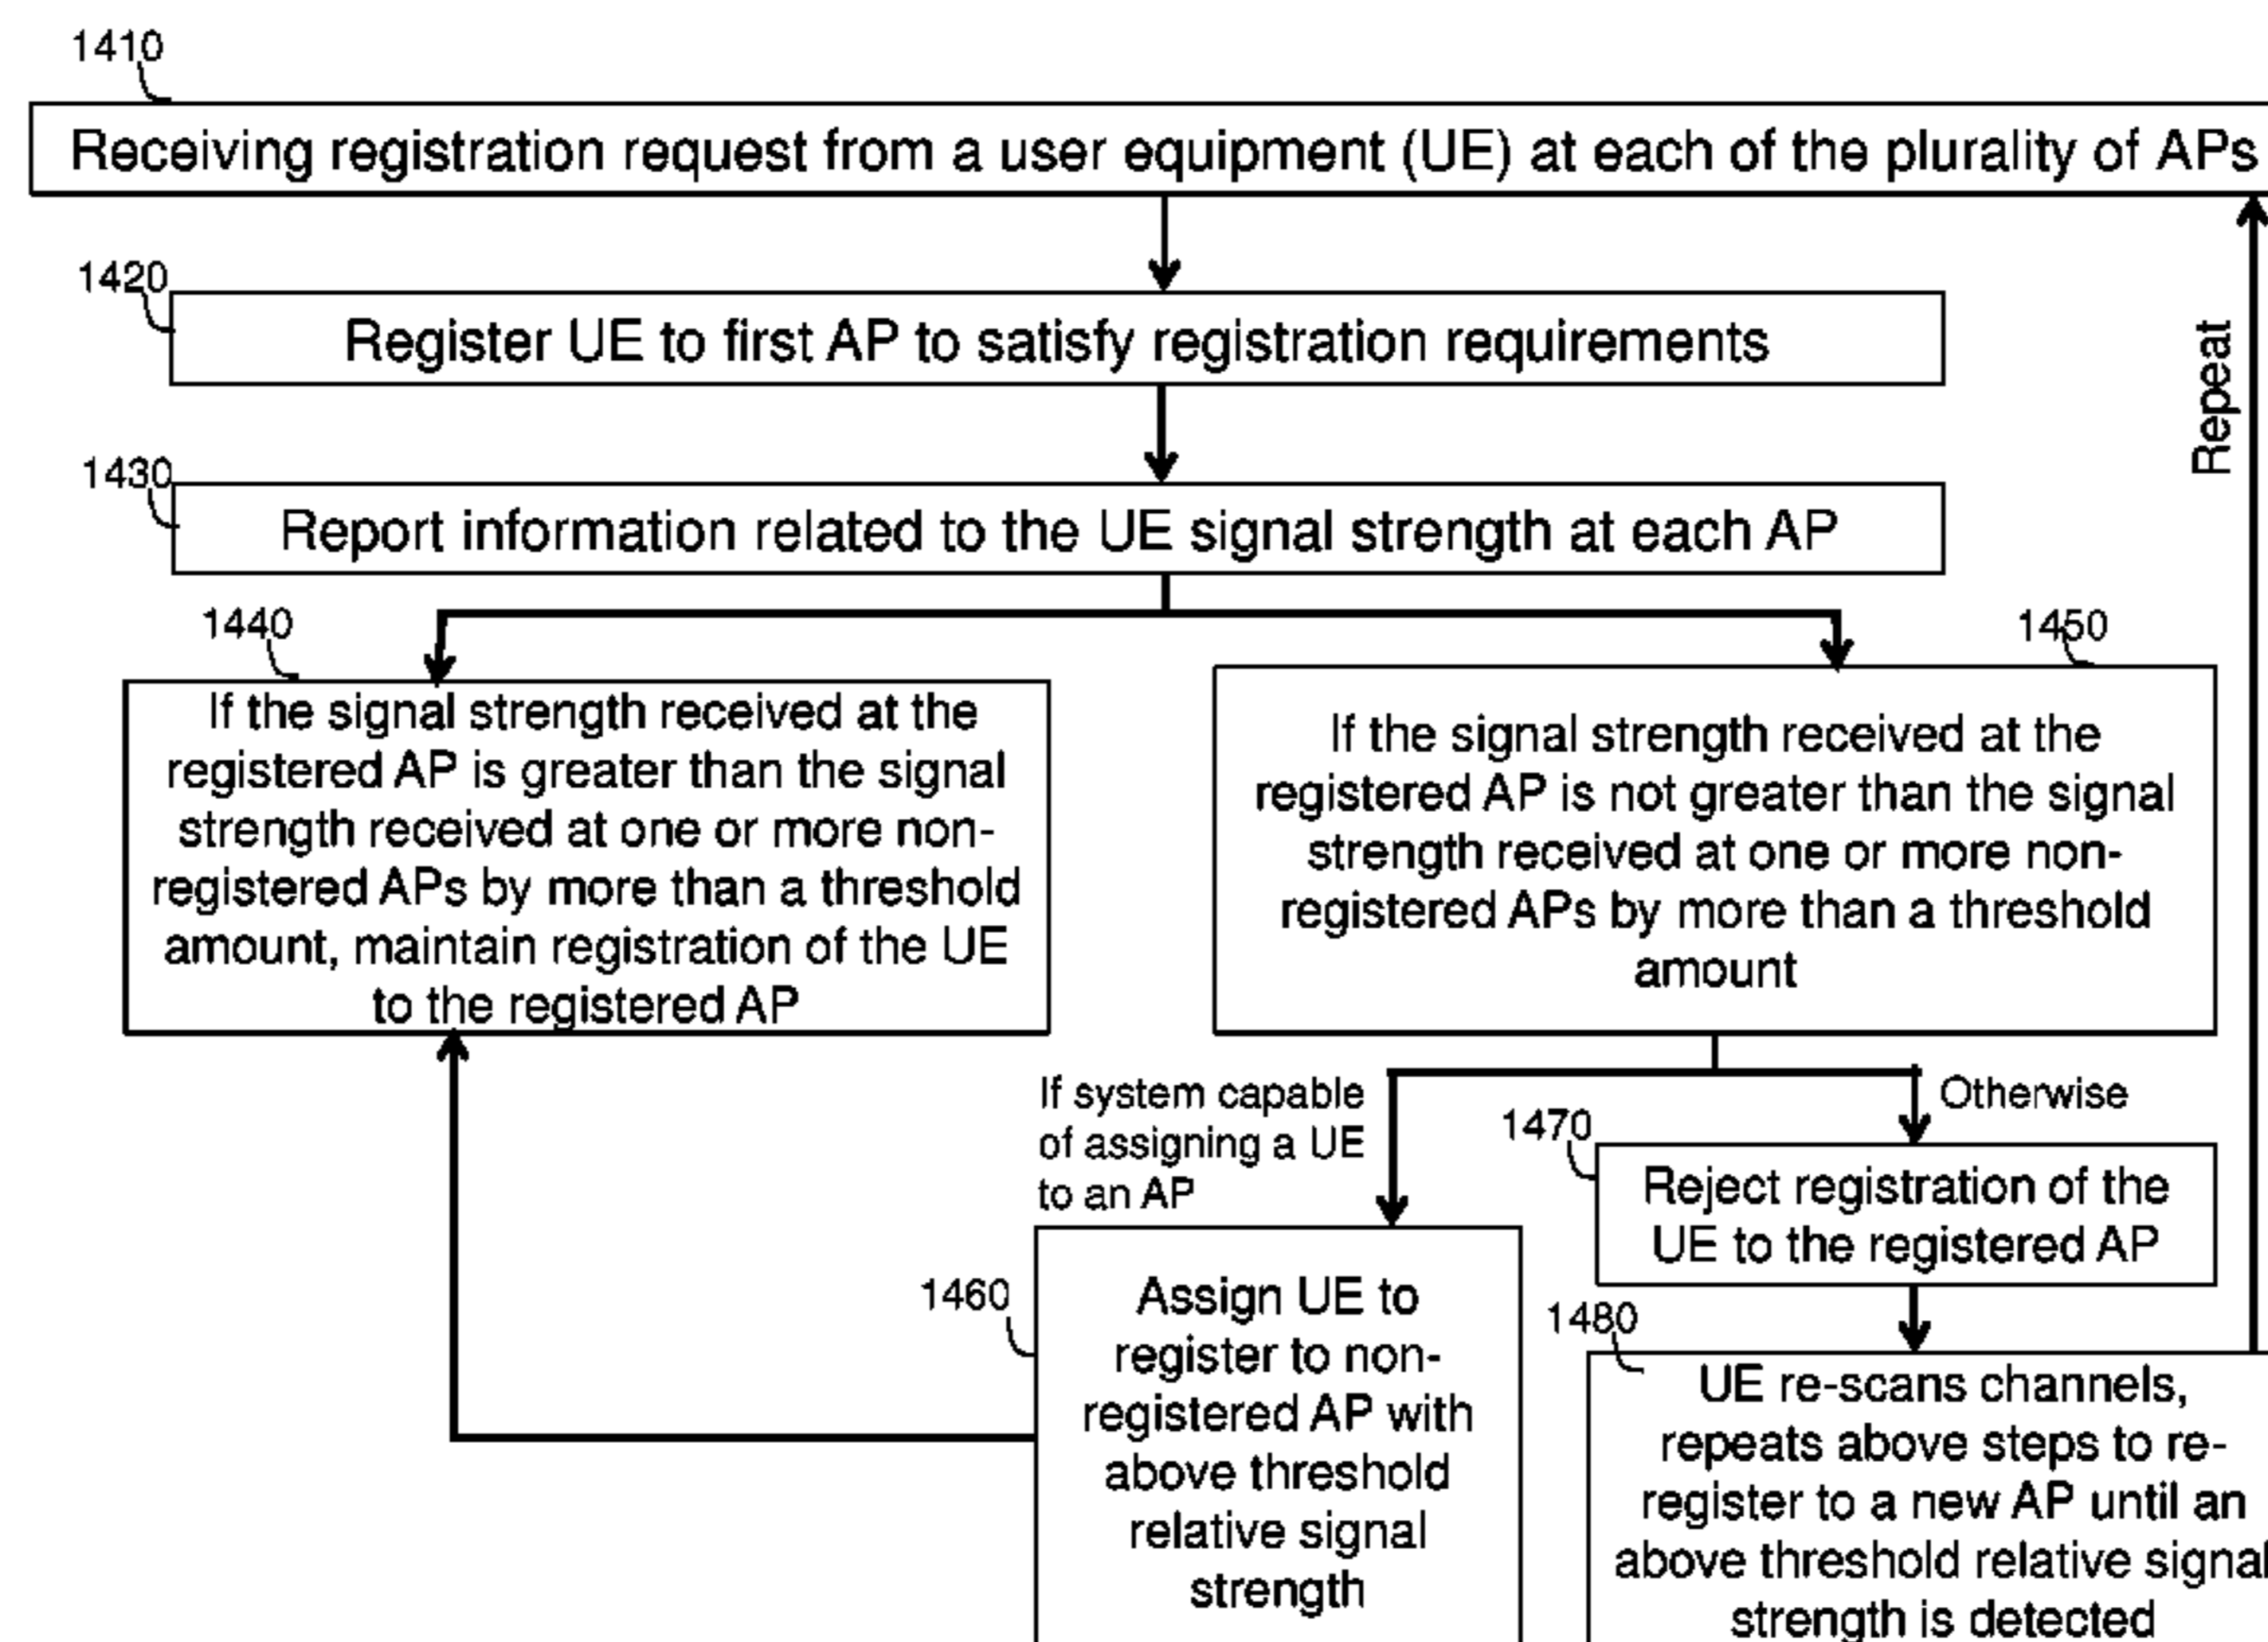 1410
Receiving registration request from a user equipment (UE) at each of the plurality of APs
1420
Register UE to first AP to satisfy registration requirements
Repeat
1430
Report information related to the UE signal strength at each AP
1440
If the signal strength received at the
registered AP is greater than the signal
strength received at one or more non-
registered APs by more than a threshold
amount, maintain registration of the UE
to the registered AP
1450
If the signal strength received at the
registered AP is not greater than the signal
strength received at one or more non-
registered APs by more than a threshold
amount
If system capable
of assigning a UE
to an AP
Otherwise
1460
Assign UE to
register to non-
registered AP with
above threshold
relative signal
strength
1470
Reject registration of the
UE to the registered AP
1480
UE re-scans channels,
repeats above steps to re-
register to a new AP until an
above threshold relative signal
strength is detected